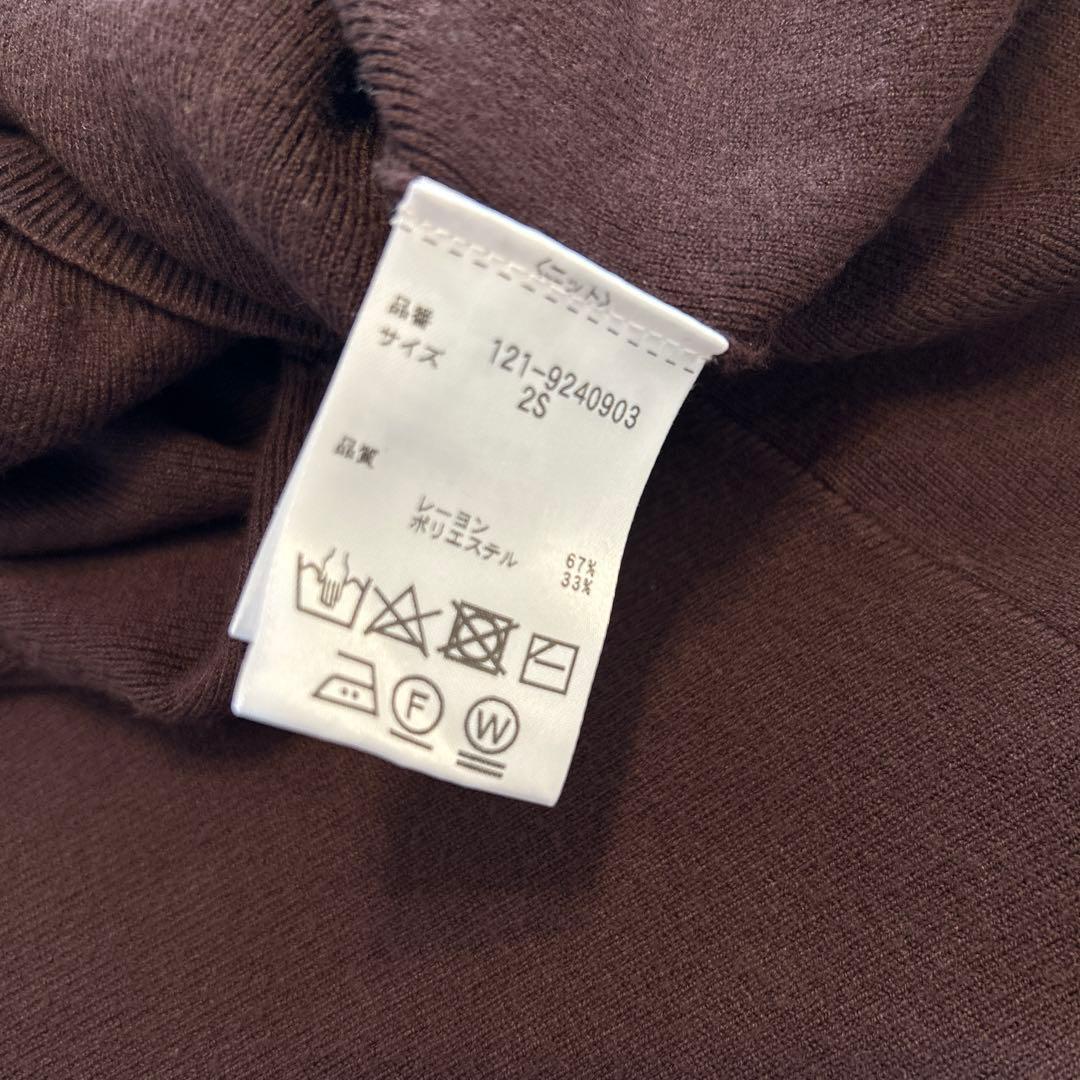 〈ニット〉
品番 121-9240903
サイズ 2S
品質
レーヨン 67%
ポリエステル 33%
F
W